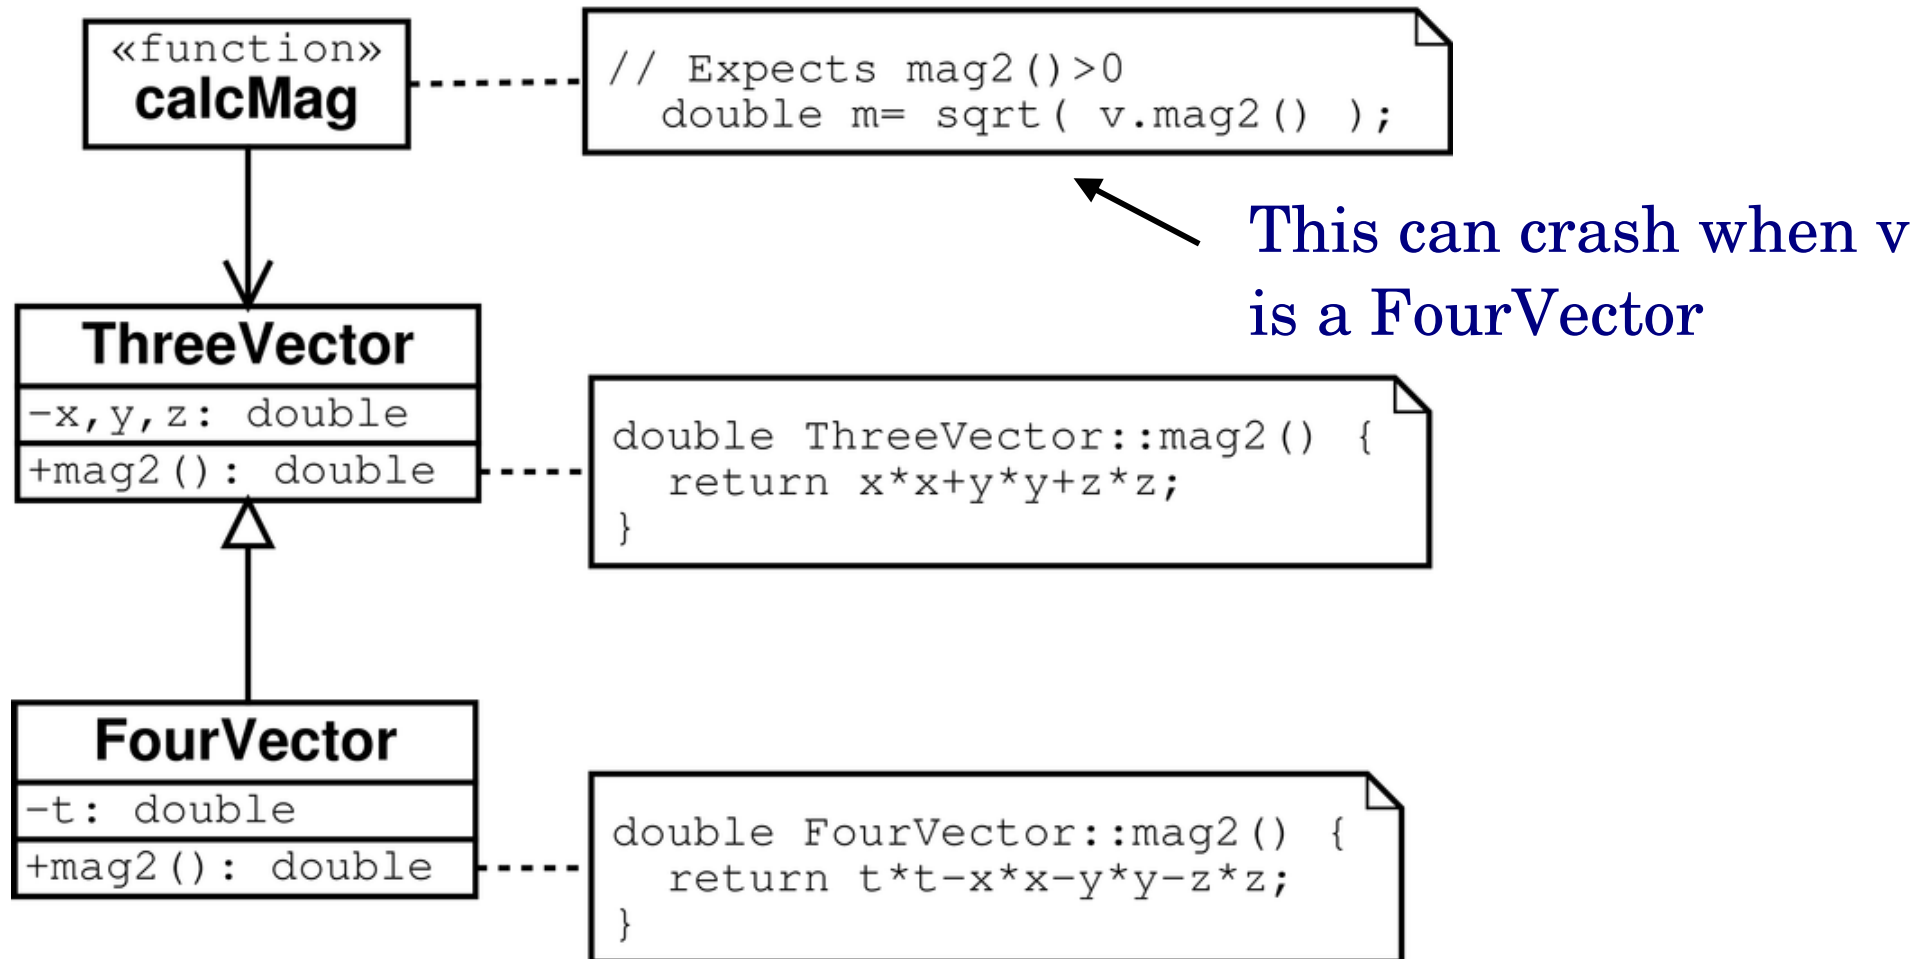 «function»
calcMag
// Expects mag2()>0
double m= sqrt( v.mag2() );
This can crash when v
is a FourVector
ThreeVector
-x,y,z: double
+mag2(): double
double ThreeVector::mag2() {
return x*x+y*y+z*z;
}
FourVector
-t: double
+mag2(): double
double FourVector::mag2() {
return t*t-x*x-y*y-z*z;
}